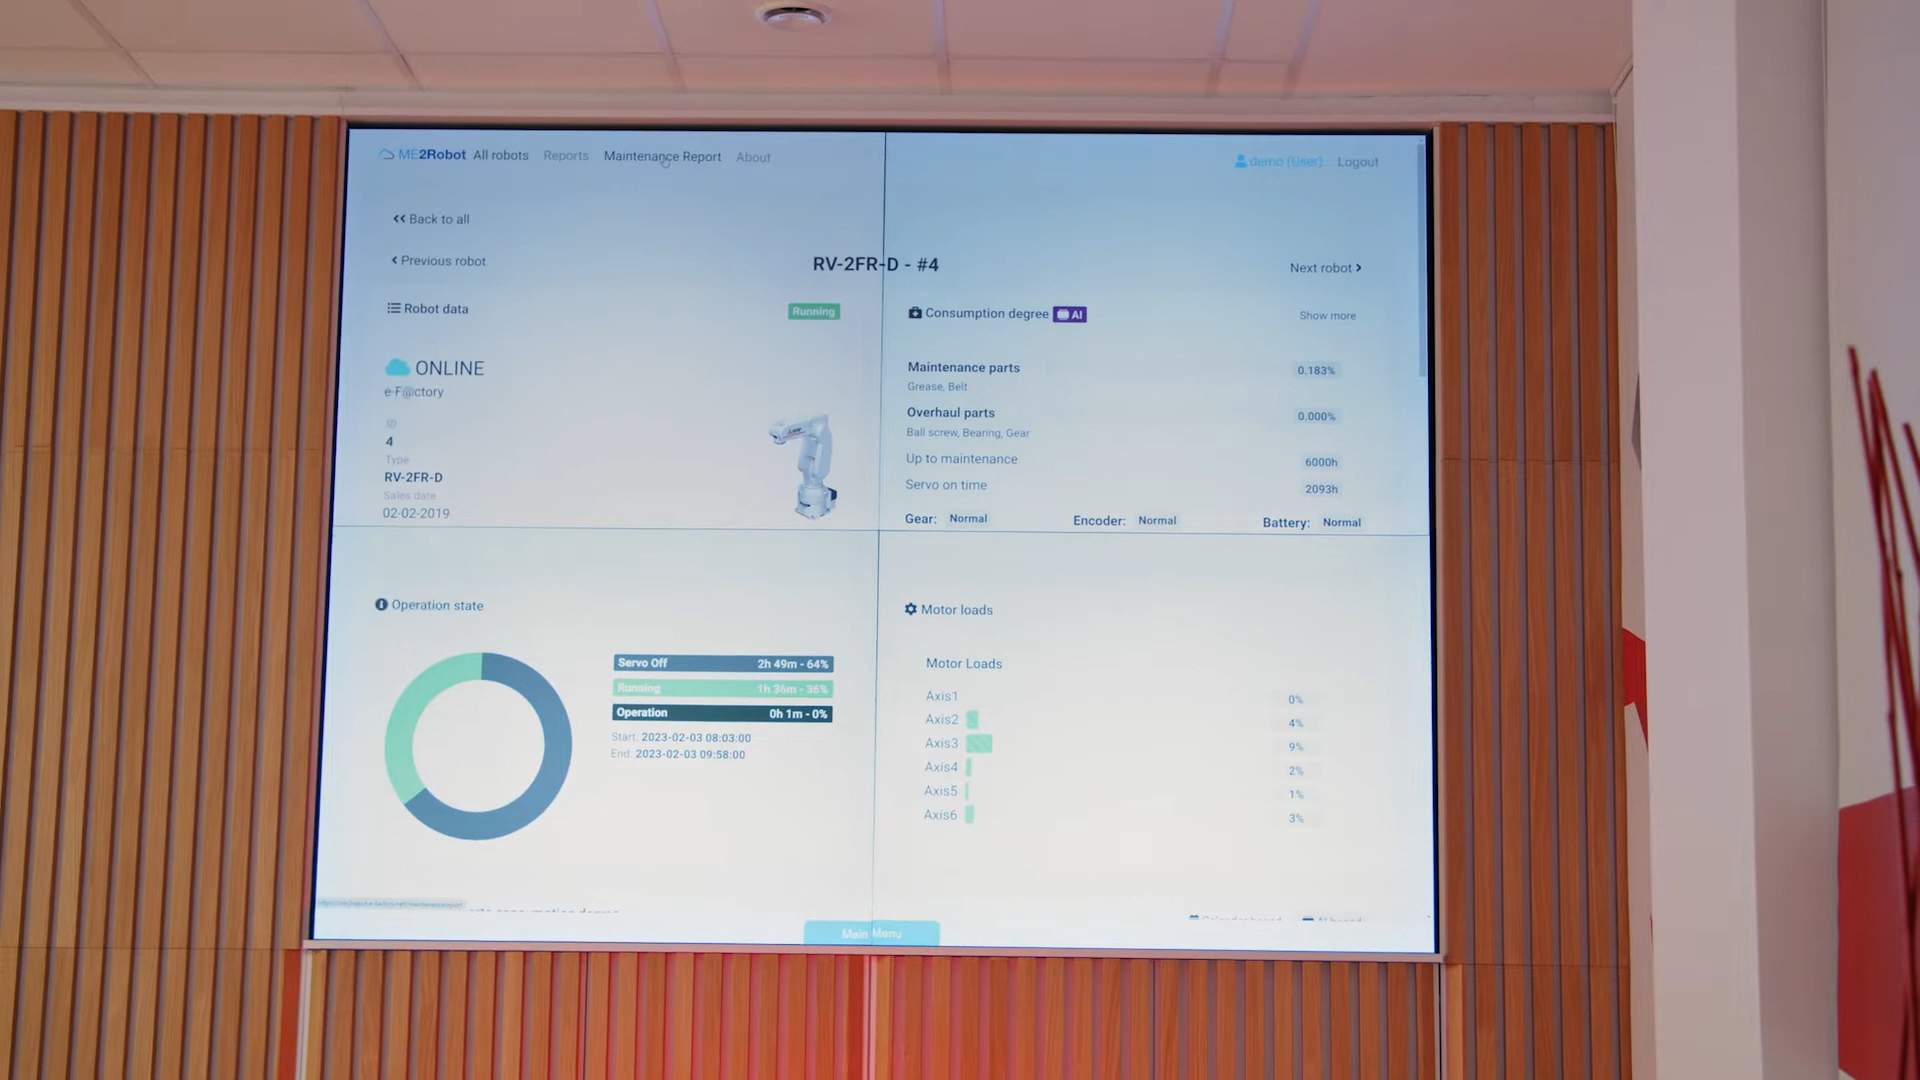 ME2Robot All robots Reports Maintenance Report About
demo (User) Logout
Back to all
Previous robot
RV-2FR-D - #4
Next robot
Robot data
Running
ONLINE
e-F@ctory
ID
4
Type
RV-2FR-D
Sales date
02-02-2019
Consumption degree AI
Show more
Maintenance parts 0.183%
Grease, Belt
Overhaul parts 0.000%
Ball screw, Bearing, Gear
Up to maintenance 6000h
Servo on time 2093h
Gear: Normal Encoder: Normal Battery: Normal
Operation state
Servo Off 2h 49m - 64%
Running 1h 36m - 36%
Operation 0h 1m - 0%
Start: 2023-02-03 08:03:00
End: 2023-02-03 09:58:00
Motor loads
Motor Loads
Axis1 0%
Axis2 4%
Axis3 9%
Axis4 2%
Axis5 1%
Axis6 3%
Main Menu